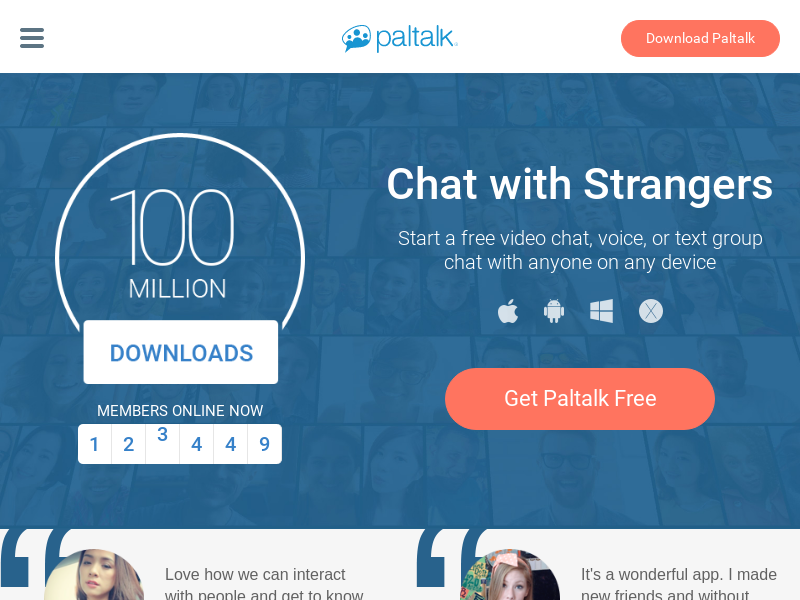 paltalk
Download Paltalk
100
MILLION
DOWNLOADS
MEMBERS ONLINE NOW
1 2 3 4 4 9
Chat with Strangers
Start a free video chat, voice, or text group
chat with anyone on any device
Get Paltalk Free
Love how we can interact
with people and get to know
It's a wonderful app. I made
new friends and without